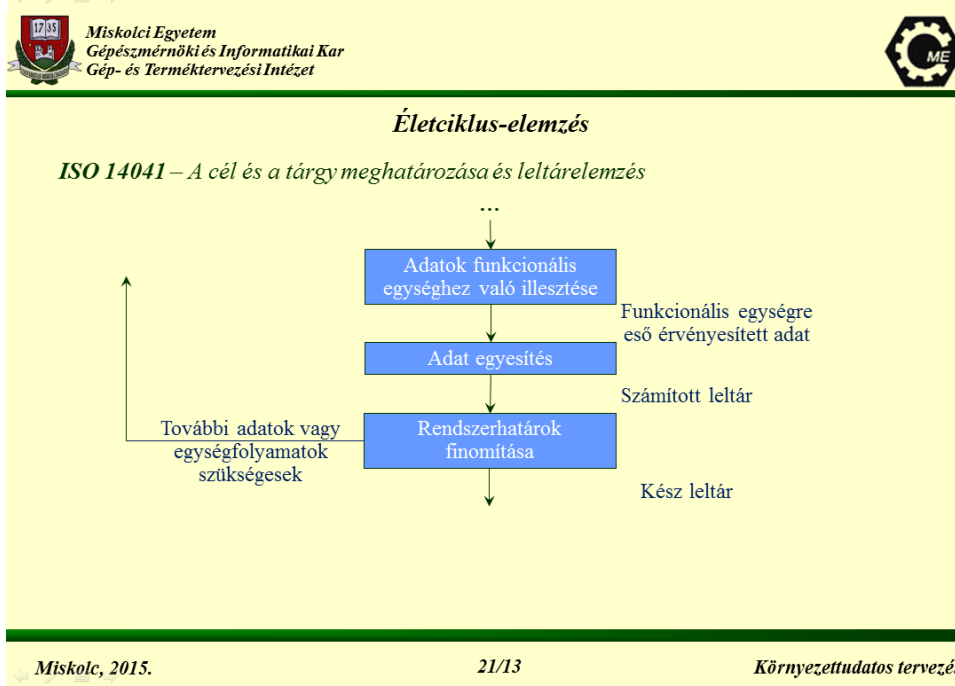 1735
Miskolci Egyetem
Gépészmérnöki és Informatikai Kar
Gép- és Terméktervezési Intézet
ME
Életciklus-elemzés
ISO 14041 – A cél és a tárgy meghatározása és leltárelemzés
...
Adatok funkcionális
egységhez való illesztése
Funkcionális egységre
eső érvényesített adat
Adat egyesítés
Számított leltár
További adatok vagy
egységfolyamatok
szükségesek
Rendszerhatárok
finomítása
Kész leltár
Miskolc, 2015.
21/13
Környezettudatos tervezé